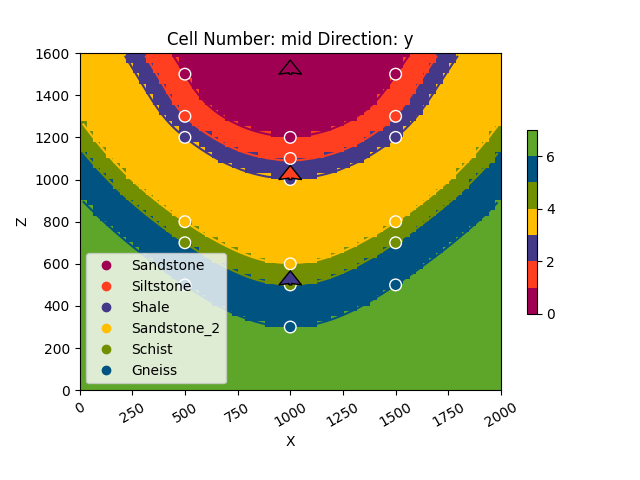 Cell Number: mid Direction: y
1600
1400
1200
1000
800
600
400
200
0
Z
Sandstone
Siltstone
Shale
Sandstone_2
Schist
Gneiss
0 250 500 750 1000 1250 1500 1750 2000
X
6
4
2
0